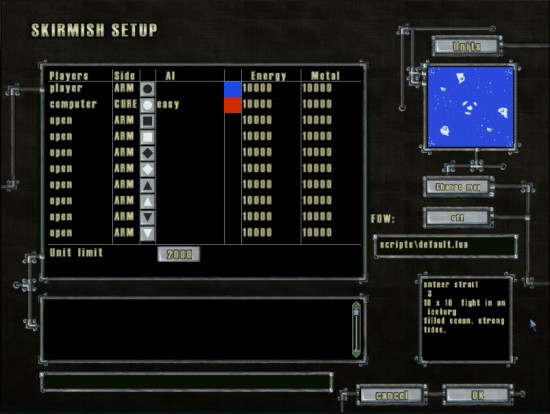 SKIRMISH SETUP
Units
Players Side AI Energy Metal
player ARM 10000 10000
computer CORE easy 10000 10000
open ARM 10000 10000
open ARM 10000 10000
open ARM 10000 10000
open ARM 10000 10000
open ARM 10000 10000
open ARM 10000 10000
open ARM 10000 10000
open ARM 10000 10000
Unit limit 2000
Change map
FOW: off
scripts\default.lua
anteer strait
3
18 x 18 fight in an
iceburg
filled ocean. strong
tides.
cancel OK